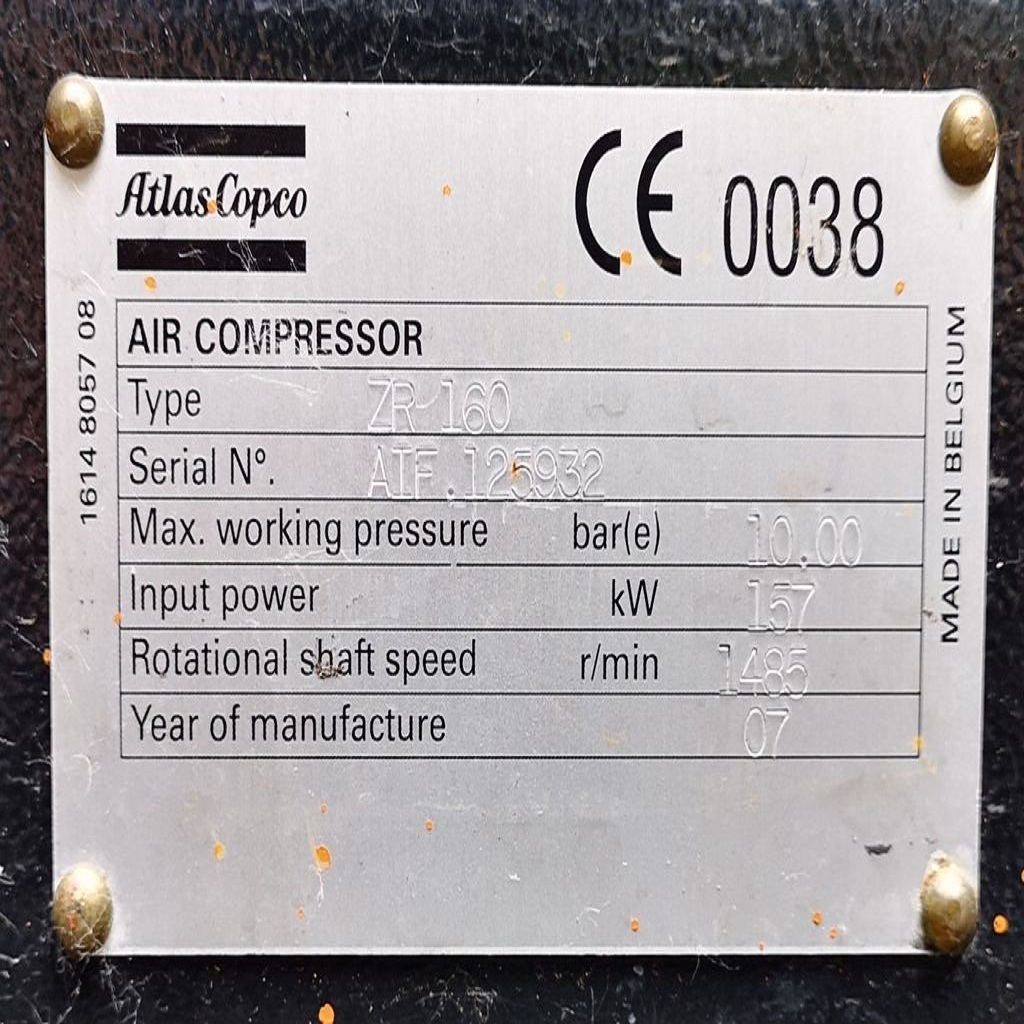 Atlas Copco
CE 0038
AIR COMPRESSOR
Type ZR 160
Serial Nº. AIF.125932
Max. working pressure bar(e) 10.00
Input power kW 157
Rotational shaft speed r/min 1485
Year of manufacture 07
1614 8057 08
MADE IN BELGIUM